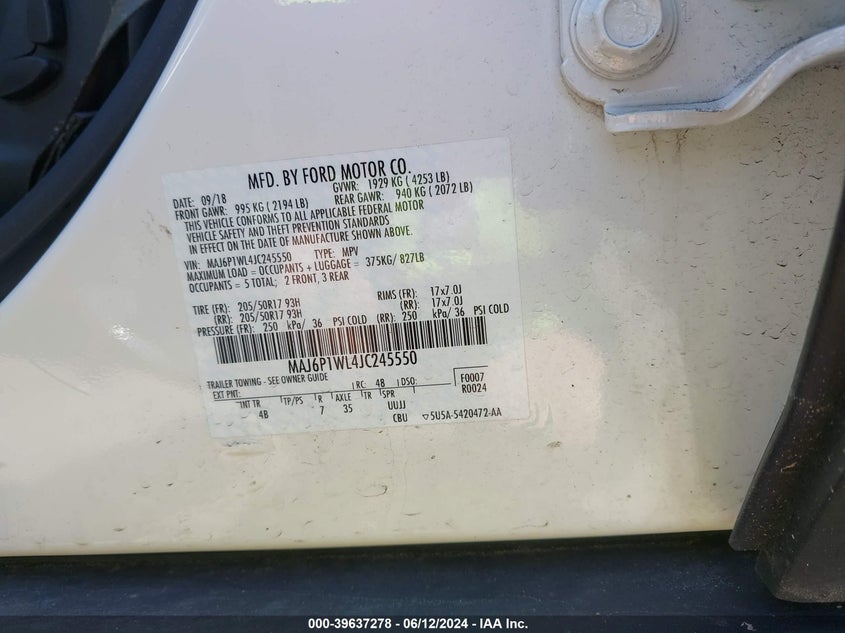 MFD. BY FORD MOTOR CO.
DATE: 09/18 GVWR: 1929 KG ( 4253 LB)
FRONT GAWR: 995 KG ( 2194 LB) REAR GAWR: 940 KG ( 2072 LB)
THIS VEHICLE CONFORMS TO ALL APPLICABLE FEDERAL MOTOR
VEHICLE SAFETY AND THEFT PREVENTION STANDARDS
IN EFFECT ON THE DATE OF MANUFACTURE SHOWN ABOVE.
VIN: MAJ6P1WL4JC245550 TYPE: MPV
MAXIMUM LOAD = OCCUPANTS + LUGGAGE = 375KG/ 827LB
OCCUPANTS = 5 TOTAL; 2 FRONT, 3 REAR
TIRE (FR): 205/50R17 93H RIMS (FR): 17x7.0J
(RR): 205/50R17 93H (RR): 17x7.0J
PRESSURE (FR): 250 kPa/ 36 PSI COLD (RR): 250 kPa/ 36 PSI COLD
MAJ6P1WL4JC245550
TRAILER TOWING - SEE OWNER GUIDE
EXT PNT: RC: 4B DSO: F0007
R0024
INT TR TP/PS R AXLE TR SPR
4B 7 35 UUJJ
CBU ▽5U5A-5420472-AA
000-39637278 - 06/12/2024 - IAA Inc.